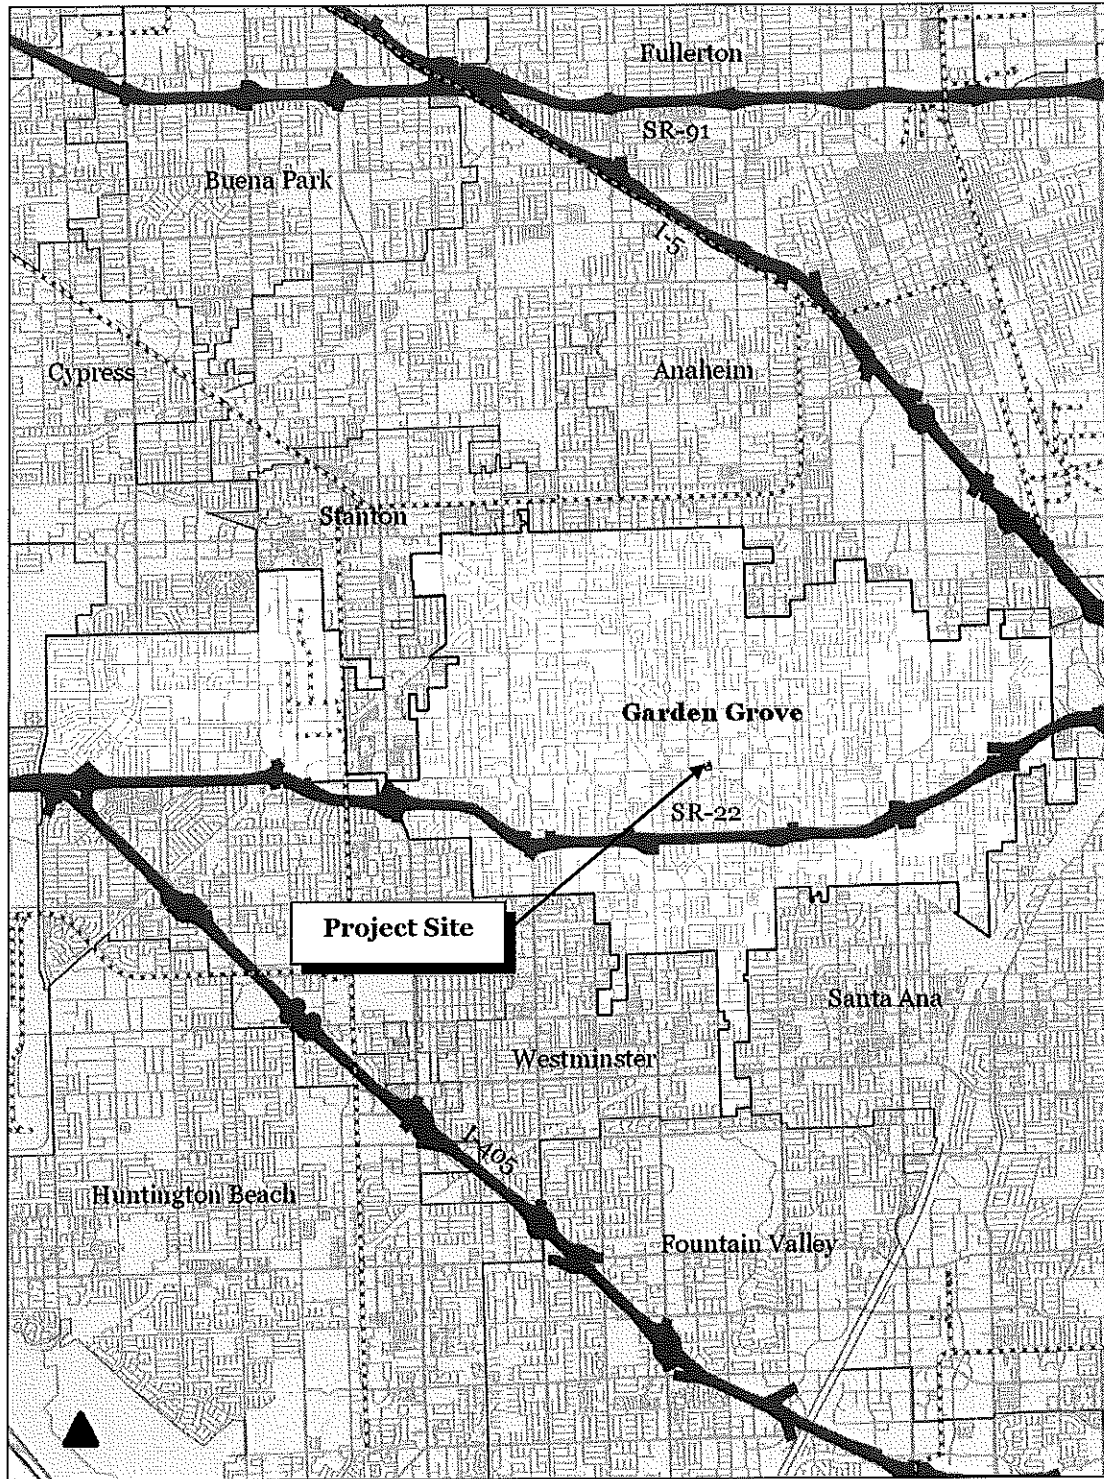 Fullerton
SR-91
Buena Park
I-5
Cypress
Anaheim
Stanton
Garden Grove
SR-22
Project Site
Santa Ana
Westminster
I-405
Huntington Beach
Fountain Valley